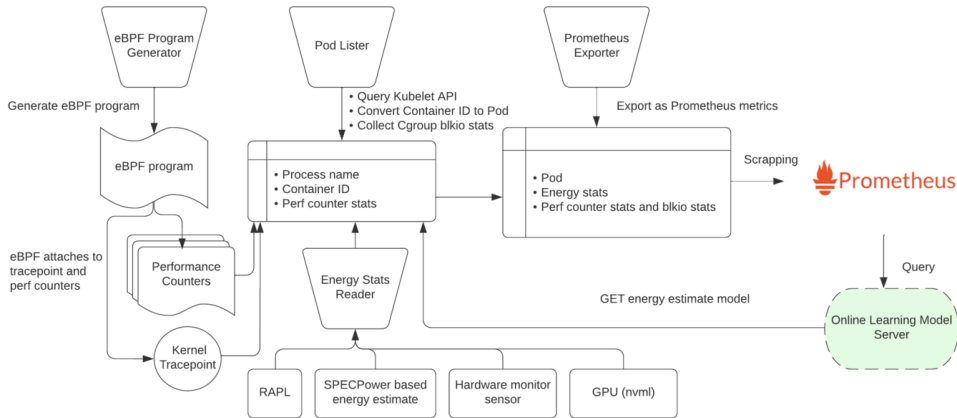 eBPF Program
Generator
Pod Lister
Prometheus
Exporter
Generate eBPF program
• Query Kubelet API
• Convert Container ID to Pod
• Collect Cgroup blkio stats
Export as Prometheus metrics
eBPF program
• Process name
• Container ID
• Perf counter stats
• Pod
• Energy stats
• Perf counter stats and blkio stats
Scrapping
Prometheus
eBPF attaches to
tracepoint and
perf counters
Performance
Counters
Energy Stats
Reader
GET energy estimate model
Query
Online Learning Model
Server
Kernel
Tracepoint
RAPL
SPECPower based
energy estimate
Hardware monitor
sensor
GPU (nvml)